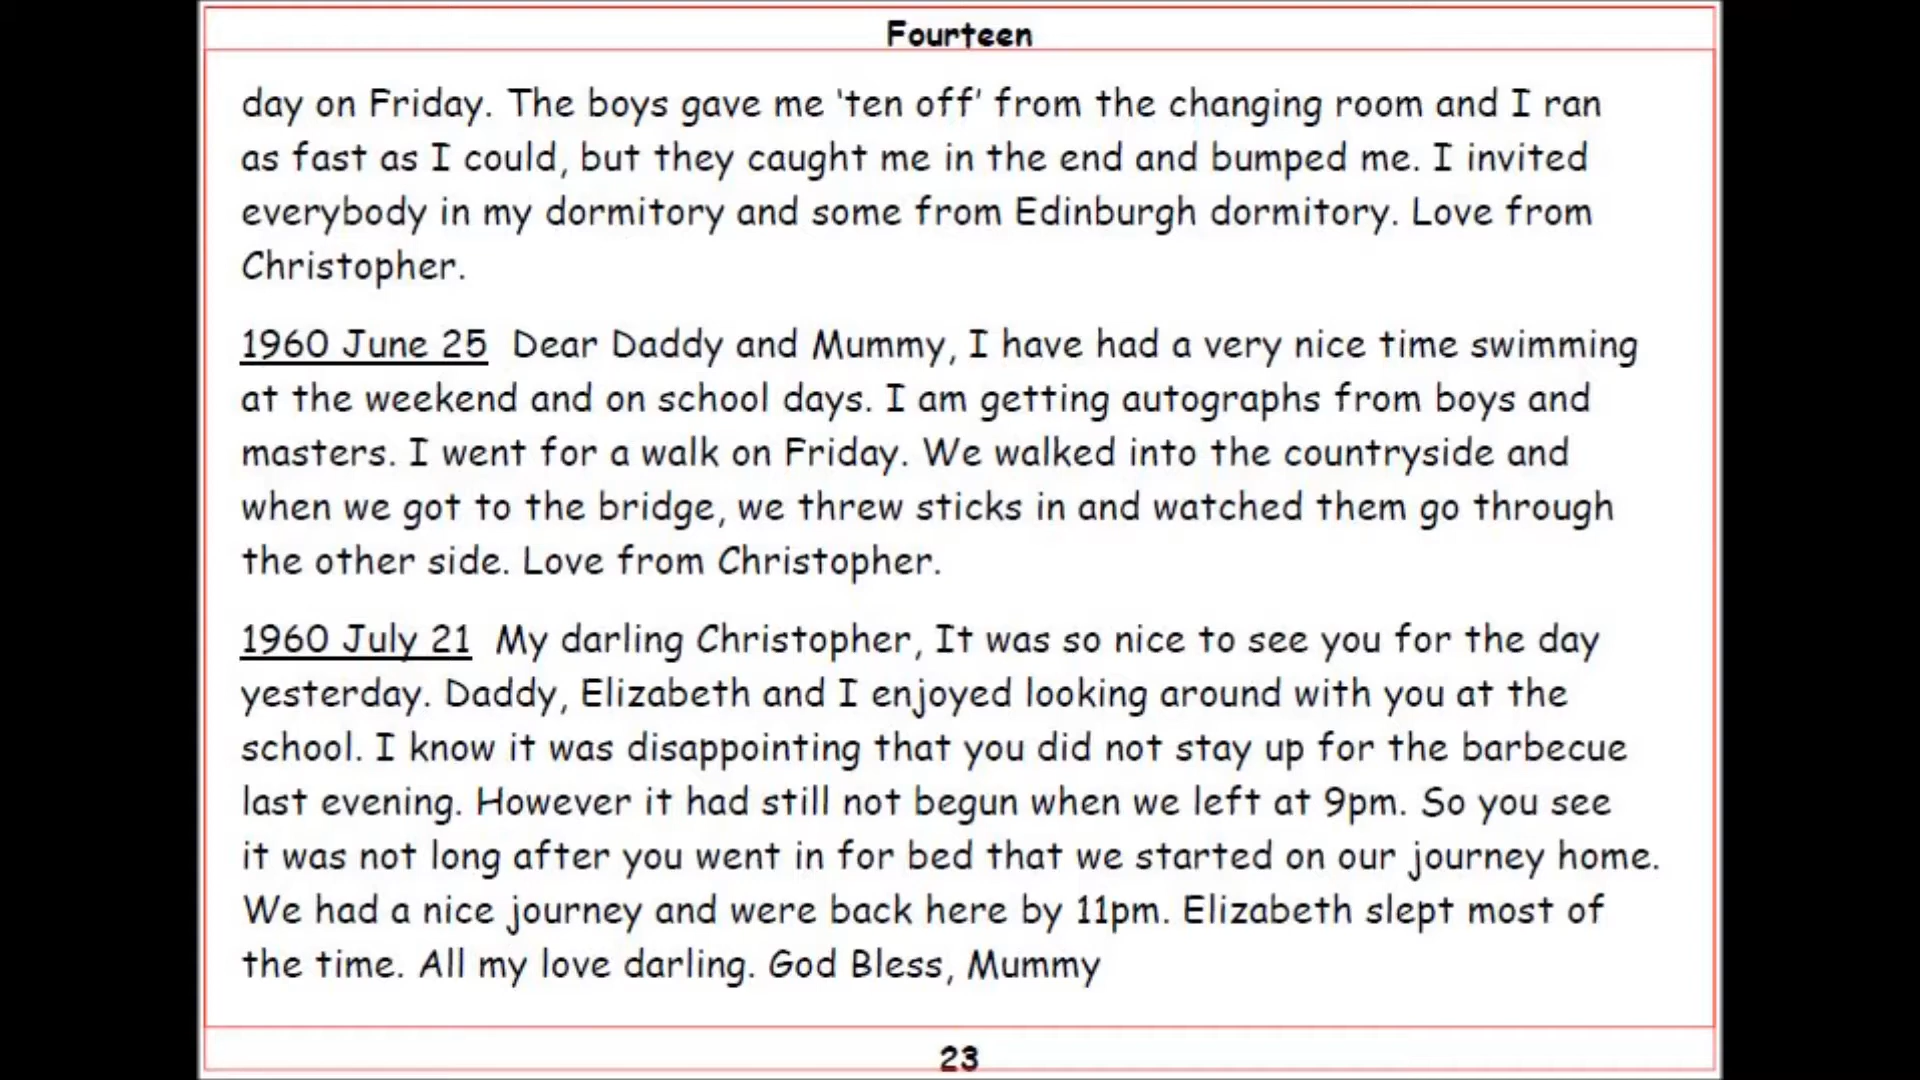 Fourteen
day on Friday. The boys gave me ‘ten off’ from the changing room and I ran
as fast as I could, but they caught me in the end and bumped me. I invited
everybody in my dormitory and some from Edinburgh dormitory. Love from
Christopher.
1960 June 25 Dear Daddy and Mummy, I have had a very nice time swimming
at the weekend and on school days. I am getting autographs from boys and
masters. I went for a walk on Friday. We walked into the countryside and
when we got to the bridge, we threw sticks in and watched them go through
the other side. Love from Christopher.
1960 July 21 My darling Christopher, It was so nice to see you for the day
yesterday. Daddy, Elizabeth and I enjoyed looking around with you at the
school. I know it was disappointing that you did not stay up for the barbecue
last evening. However it had still not begun when we left at 9pm. So you see
it was not long after you went in for bed that we started on our journey home.
We had a nice journey and were back here by 11pm. Elizabeth slept most of
the time. All my love darling. God Bless, Mummy
23